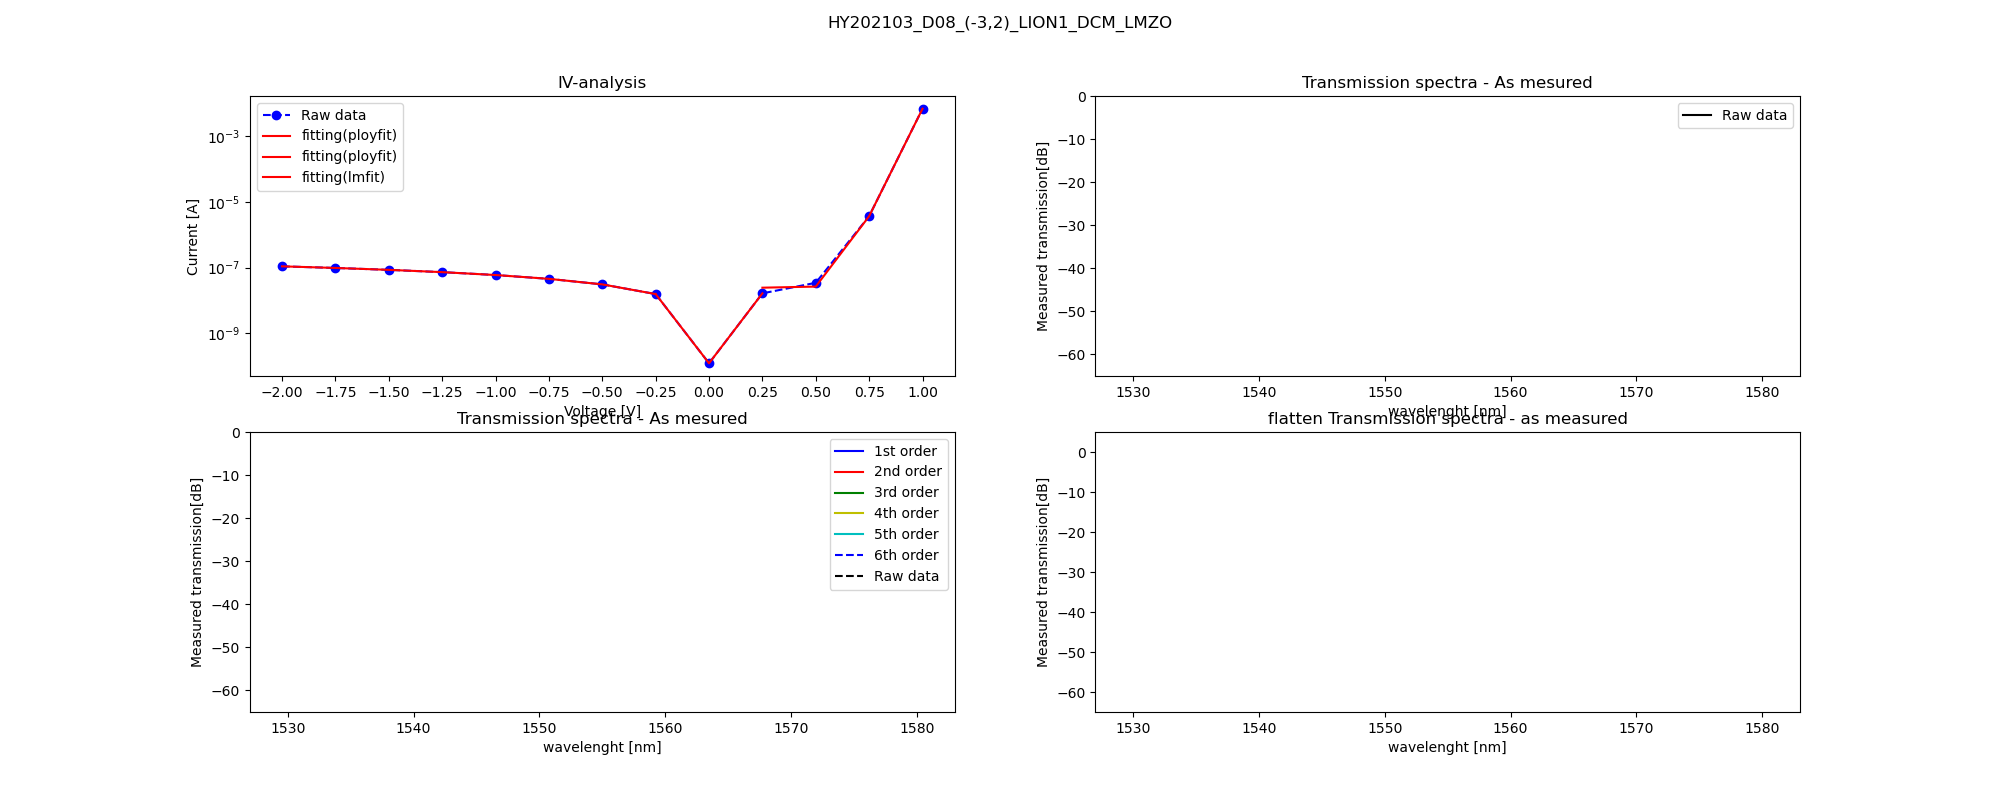 HY202103_D08_(-3,2)_LION1_DCM_LMZO
IV-analysis
Raw data
fitting(ployfit)
fitting(ployfit)
fitting(lmfit)
Current [A]
10⁻³
10⁻⁵
10⁻⁷
10⁻⁹
−2.00 −1.75 −1.50 −1.25 −1.00 −0.75 −0.50 −0.25 0.00 0.25 0.50 0.75 1.00
Voltage [V]
Transmission spectra - As mesured
Raw data
Measured transmission[dB]
0
−10
−20
−30
−40
−50
−60
1530 1540 1550 1560 1570 1580
wavelenght [nm]
Transmission spectra - As mesured
1st order
2nd order
3rd order
4th order
5th order
6th order
Raw data
Measured transmission[dB]
0
−10
−20
−30
−40
−50
−60
1530 1540 1550 1560 1570 1580
wavelenght [nm]
flatten Transmission spectra - as measured
Measured transmission[dB]
0
−10
−20
−30
−40
−50
−60
1530 1540 1550 1560 1570 1580
wavelenght [nm]